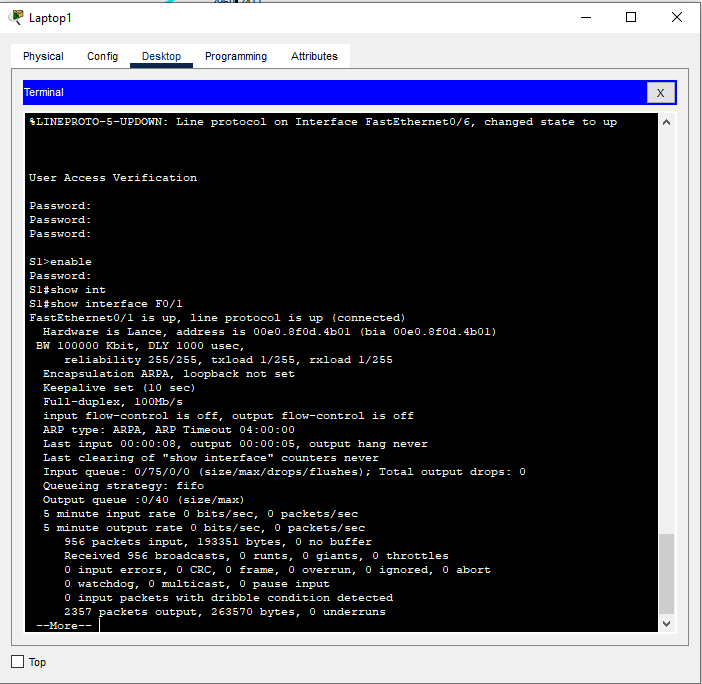 Laptop1
Physical Config Desktop Programming Attributes
Terminal X
%LINEPROTO-5-UPDOWN: Line protocol on Interface FastEthernet0/6, changed state to up
User Access Verification
Password:
Password:
Password:
S1>enable
Password:
S1#show int
S1#show interface F0/1
FastEthernet0/1 is up, line protocol is up (connected)
Hardware is Lance, address is 00e0.8f0d.4b01 (bia 00e0.8f0d.4b01)
BW 100000 Kbit, DLY 1000 usec,
reliability 255/255, txload 1/255, rxload 1/255
Encapsulation ARPA, loopback not set
Keepalive set (10 sec)
Full-duplex, 100Mb/s
input flow-control is off, output flow-control is off
ARP type: ARPA, ARP Timeout 04:00:00
Last input 00:00:08, output 00:00:05, output hang never
Last clearing of "show interface" counters never
Input queue: 0/75/0/0 (size/max/drops/flushes); Total output drops: 0
Queueing strategy: fifo
Output queue :0/40 (size/max)
5 minute input rate 0 bits/sec, 0 packets/sec
5 minute output rate 0 bits/sec, 0 packets/sec
956 packets input, 193351 bytes, 0 no buffer
Received 956 broadcasts, 0 runts, 0 giants, 0 throttles
0 input errors, 0 CRC, 0 frame, 0 overrun, 0 ignored, 0 abort
0 watchdog, 0 multicast, 0 pause input
0 input packets with dribble condition detected
2357 packets output, 263570 bytes, 0 underruns
--More--
Top